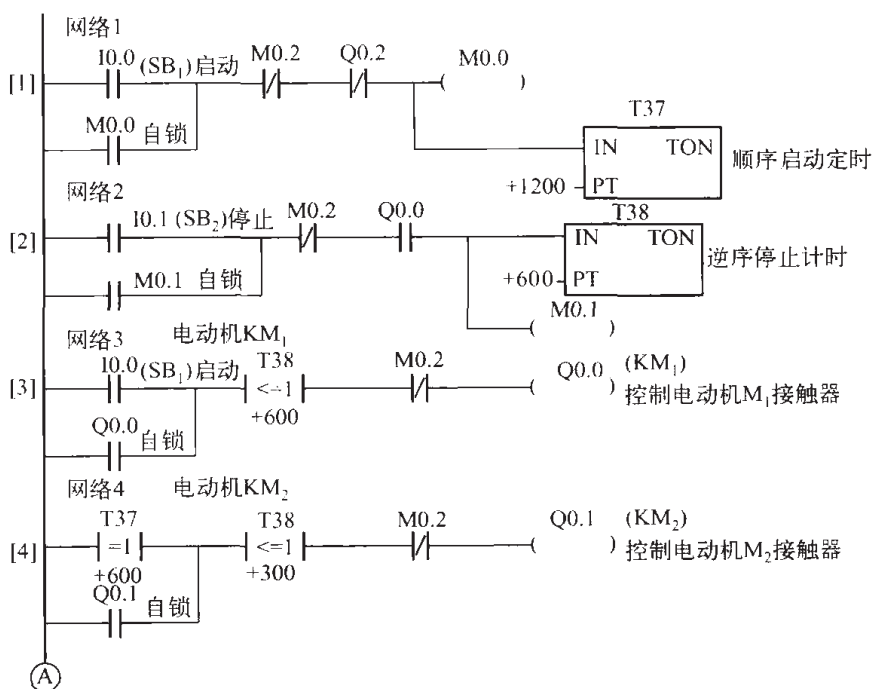 网络1
I0.0 (SB₁)启动 M0.2 Q0.2 M0.0
[1]
M0.0 自锁
T37
IN TON
顺序启动定时
+1200 PT
网络2
I0.1 (SB₂)停止 M0.2 Q0.0
T38
[2]
IN TON
逆序停止计时
M0.1 自锁
+600 PT
M0.1
网络3 电动机KM₁
I0.0 (SB₁)启动 T38 M0.2 Q0.0 (KM₁)
[3]
<=1
控制电动机M₁接触器
+600
Q0.0 自锁
网络4 电动机KM₂
T37 T38 M0.2 Q0.1 (KM₂)
[4]
=1 <=1
控制电动机M₂接触器
+600 +300
Q0.1 自锁
A